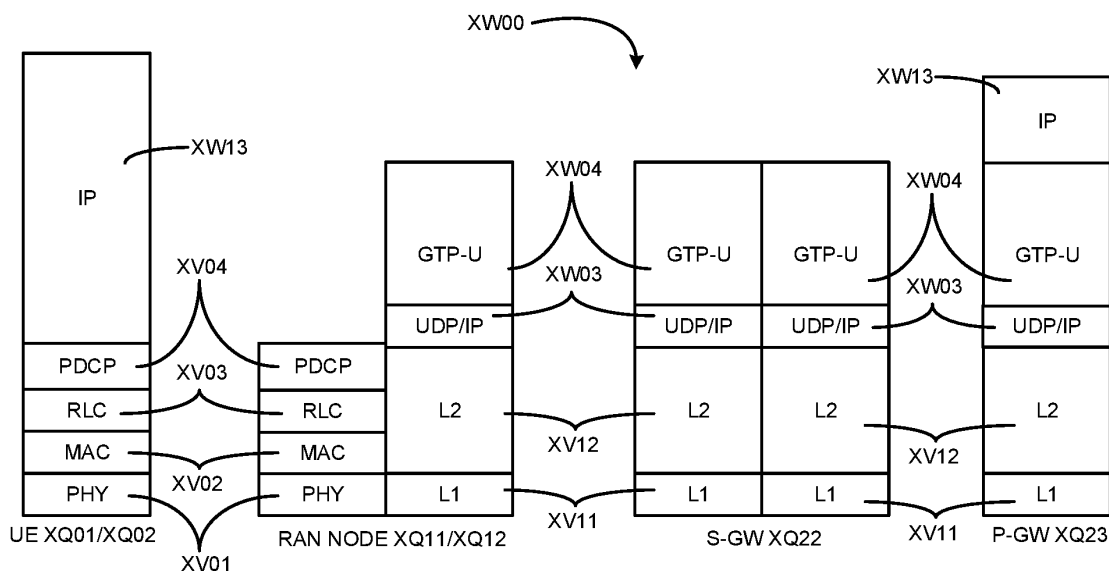 XW00
XW13
IP
XW13
IP
XW04
XW04
GTP-U
GTP-U
GTP-U
GTP-U
XV04
XW03
XW03
UDP/IP
UDP/IP
UDP/IP
UDP/IP
PDCP
XV03
PDCP
RLC
RLC
L2
L2
L2
L2
XV12
XV12
MAC
MAC
XV02
PHY
PHY
L1
L1
L1
L1
XV11
XV11
UE XQ01/XQ02
RAN NODE XQ11/XQ12
S-GW XQ22
P-GW XQ23
XV01